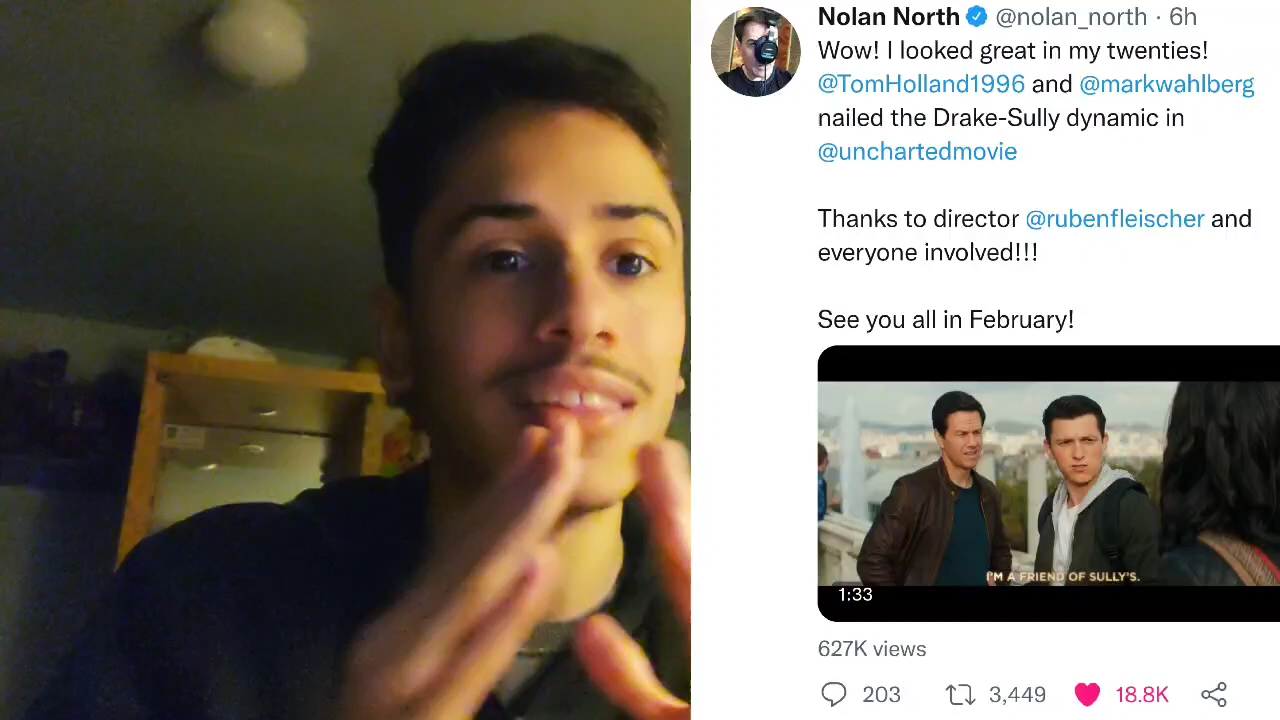 Nolan North @nolan_north · 6h
Wow! I looked great in my twenties!
@TomHolland1996 and @markwahlberg
nailed the Drake-Sully dynamic in
@unchartedmovie
Thanks to director @rubenfleischer and
everyone involved!!!
See you all in February!
I'M A FRIEND OF SULLY'S.
1:33
627K views
203 3,449 18.8K